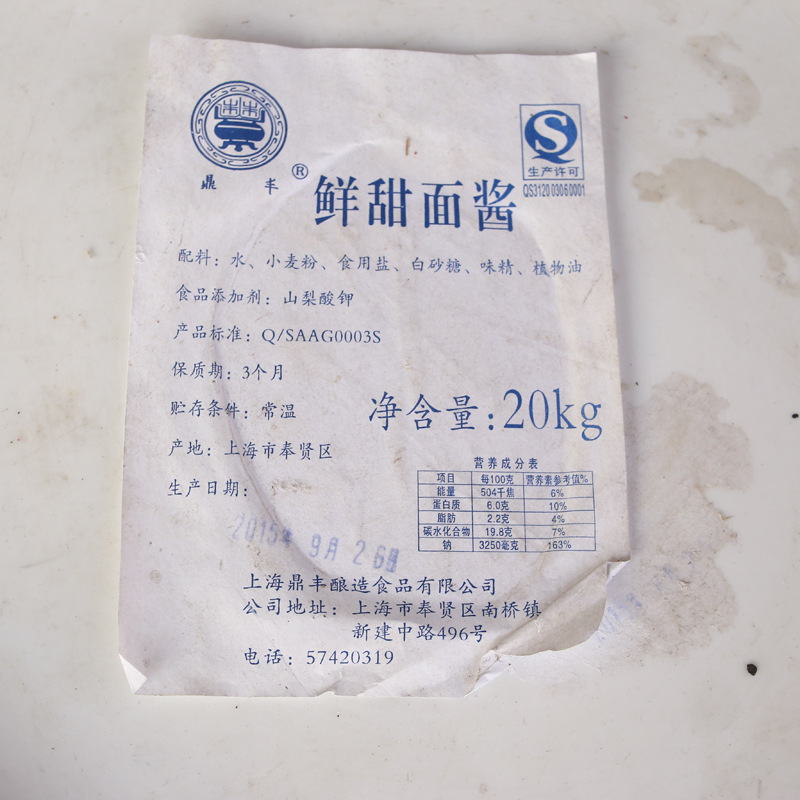 鼎丰®
生产许可
QS3120 0306 0001
鲜甜面酱
配料：水、小麦粉、食用盐、白砂糖、味精、植物油
食品添加剂：山梨酸钾
产品标准：Q/SAAG0003S
保质期：3个月
贮存条件：常温
净含量：20kg
产地：上海市奉贤区
生产日期：
2015年 9月 26日
营养成分表
项目 每100克 营养素参考值%
能量 504千焦 6%
蛋白质 6.0克 10%
脂肪 2.2克 4%
碳水化合物 19.8克 7%
钠 3250毫克 163%
上海鼎丰酿造食品有限公司
公司地址：上海市奉贤区南桥镇
新建中路496号
电话：57420319